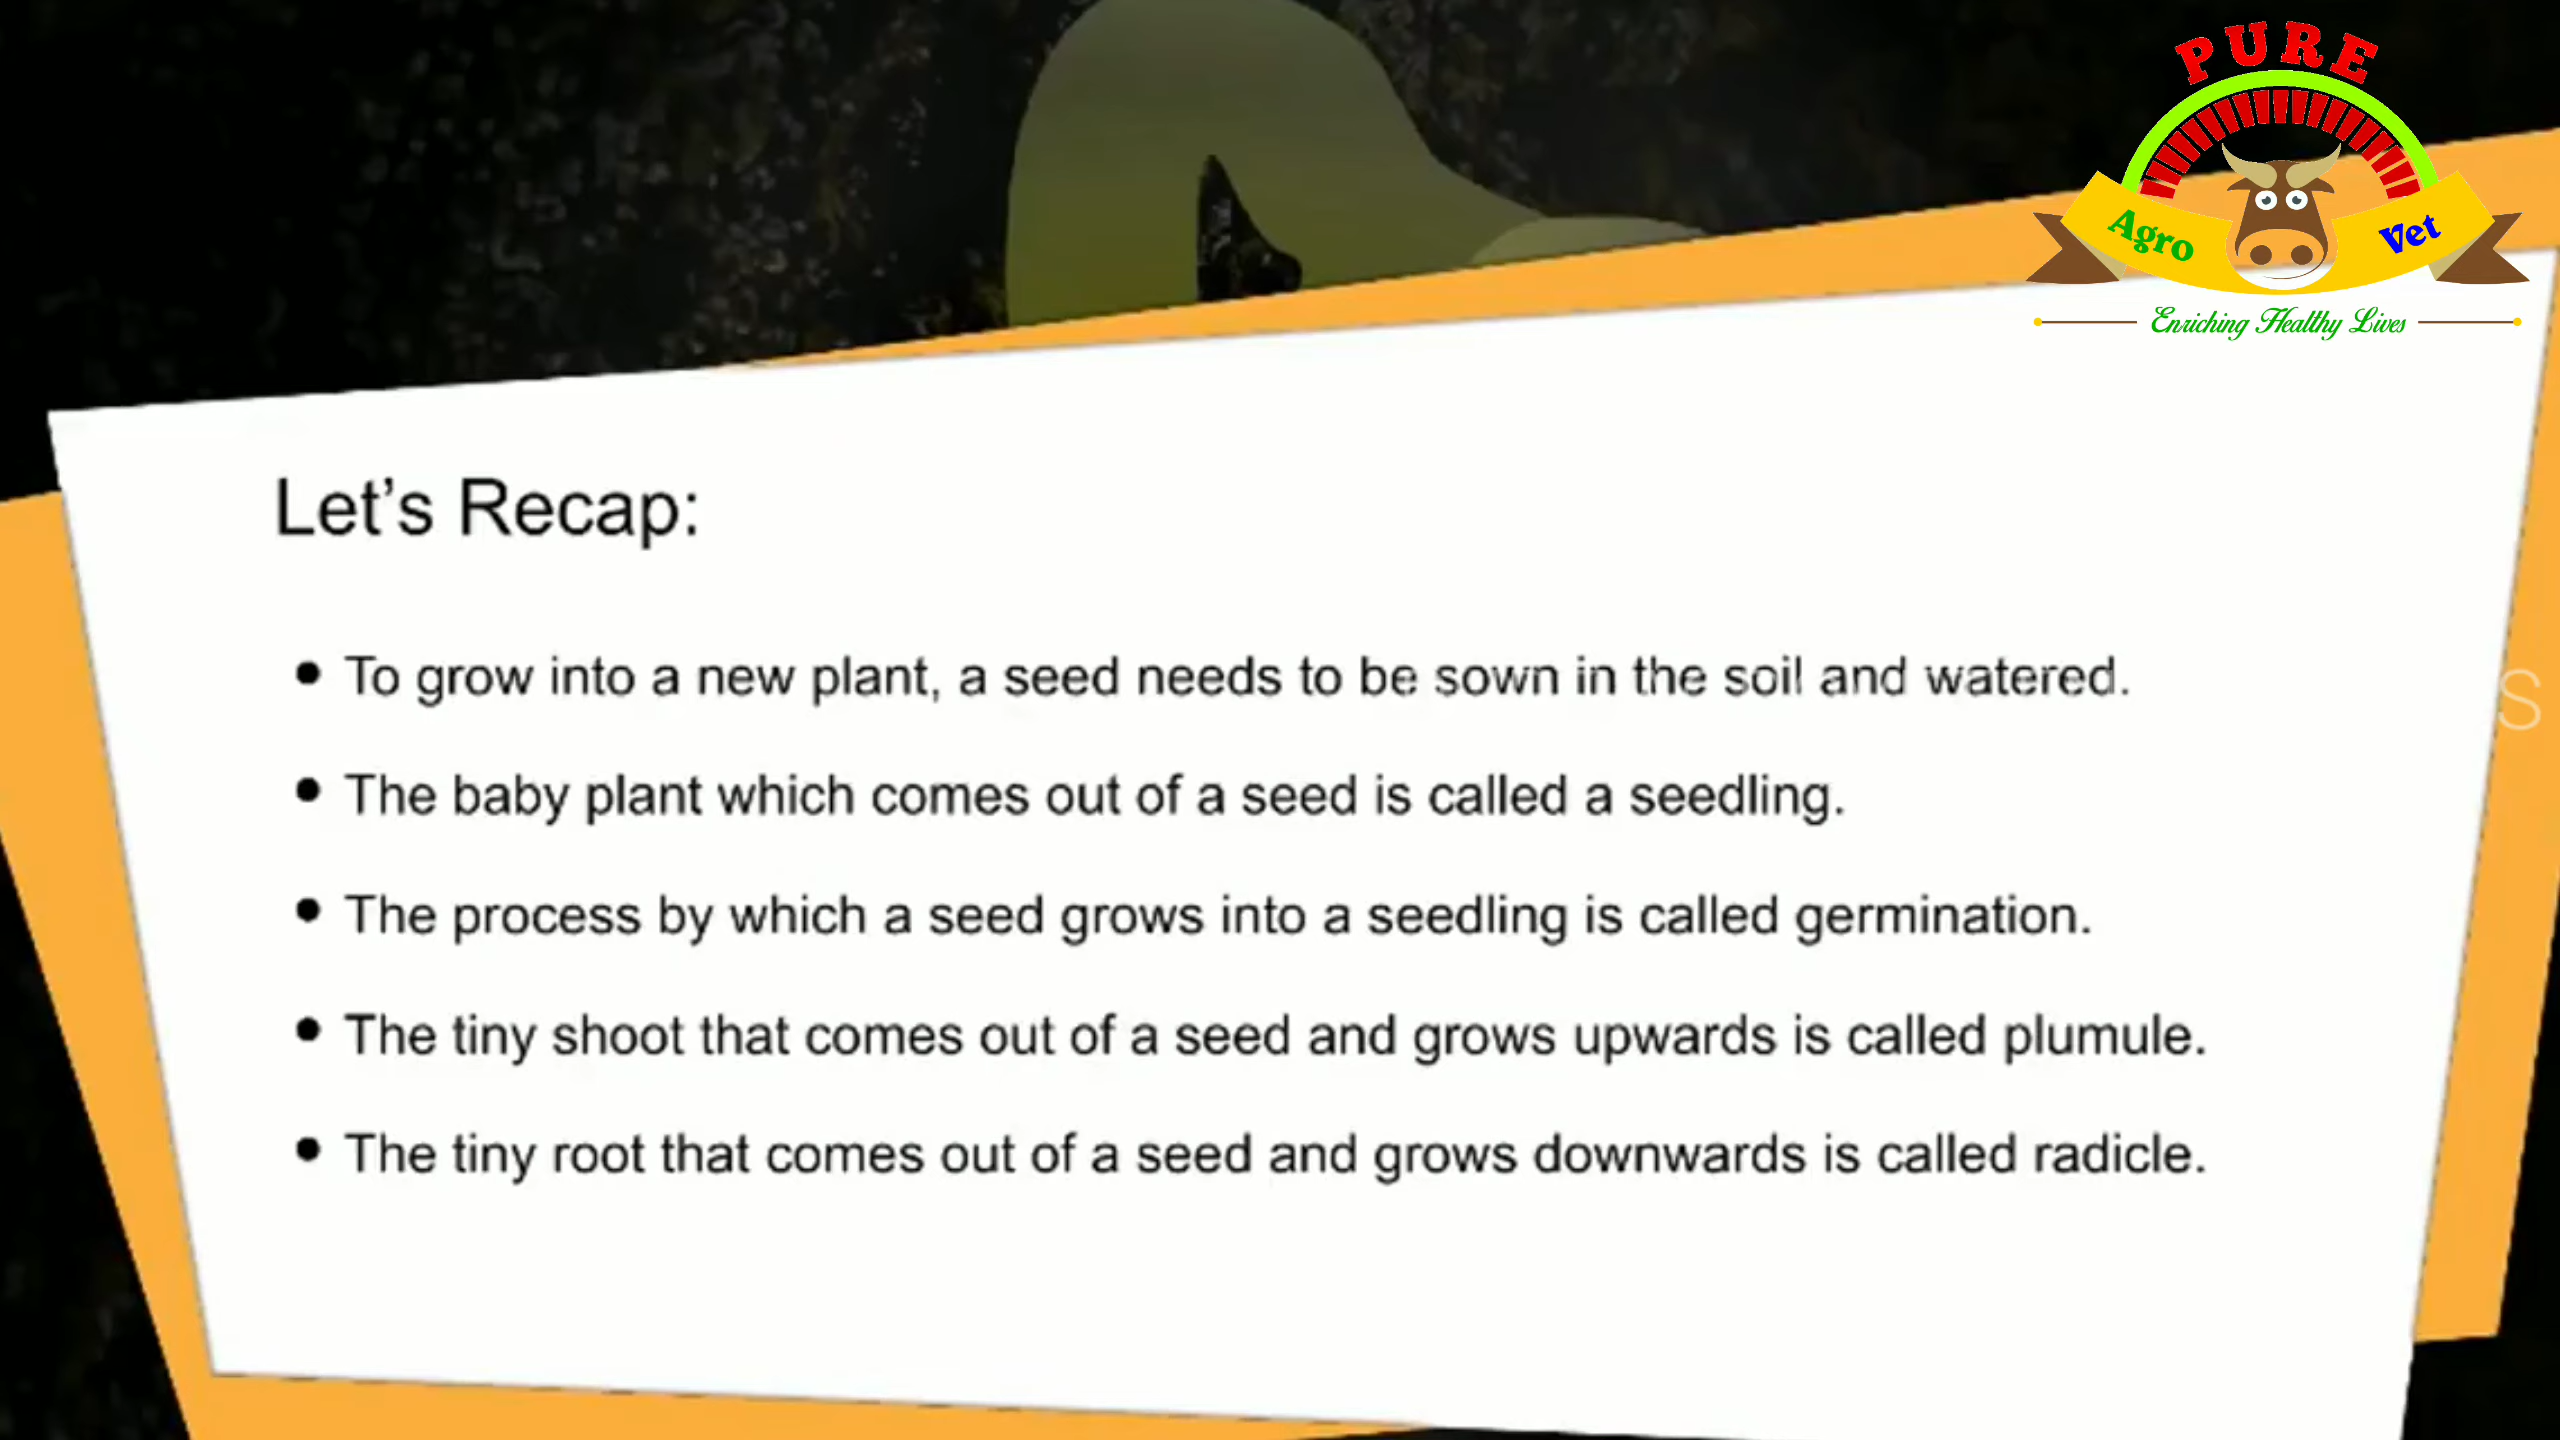 PURE
Agro Vet
Enriching Healthy Lives
Let’s Recap:
• To grow into a new plant, a seed needs to be sown in the soil and watered.
S
• The baby plant which comes out of a seed is called a seedling.
• The process by which a seed grows into a seedling is called germination.
• The tiny shoot that comes out of a seed and grows upwards is called plumule.
• The tiny root that comes out of a seed and grows downwards is called radicle.